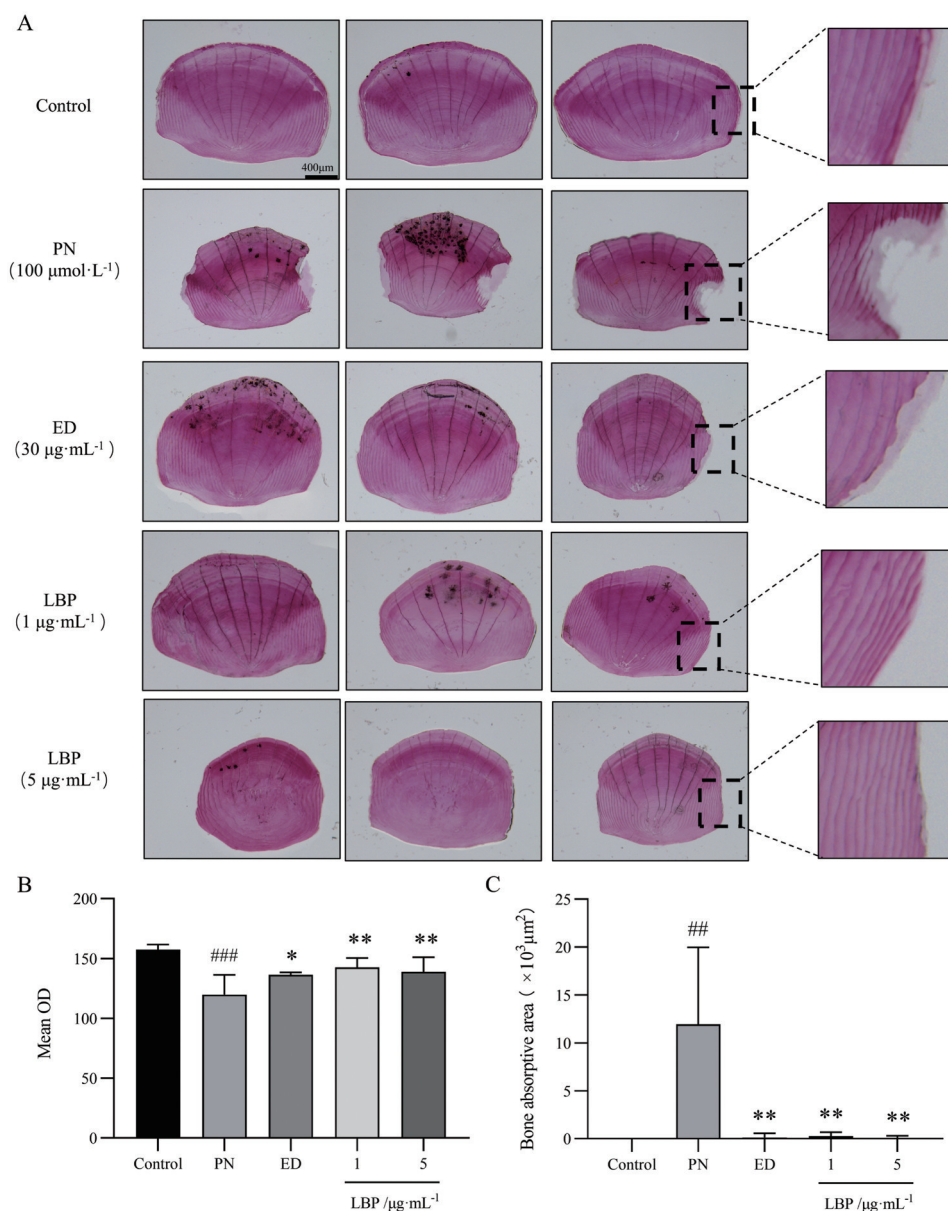 A
Control
400μm
PN
(100 μmol·L⁻¹)
ED
(30 μg·mL⁻¹)
LBP
(1 μg·mL⁻¹)
LBP
(5 μg·mL⁻¹)
B
200
150
100
50
0
Mean OD
###
*
**
**
Control PN ED 1 5
LBP /μg·mL⁻¹
C
25
20
15
10
5
0
Bone absorptive area ( ×10³μm²)
##
**
**
**
Control PN ED 1 5
LBP /μg·mL⁻¹